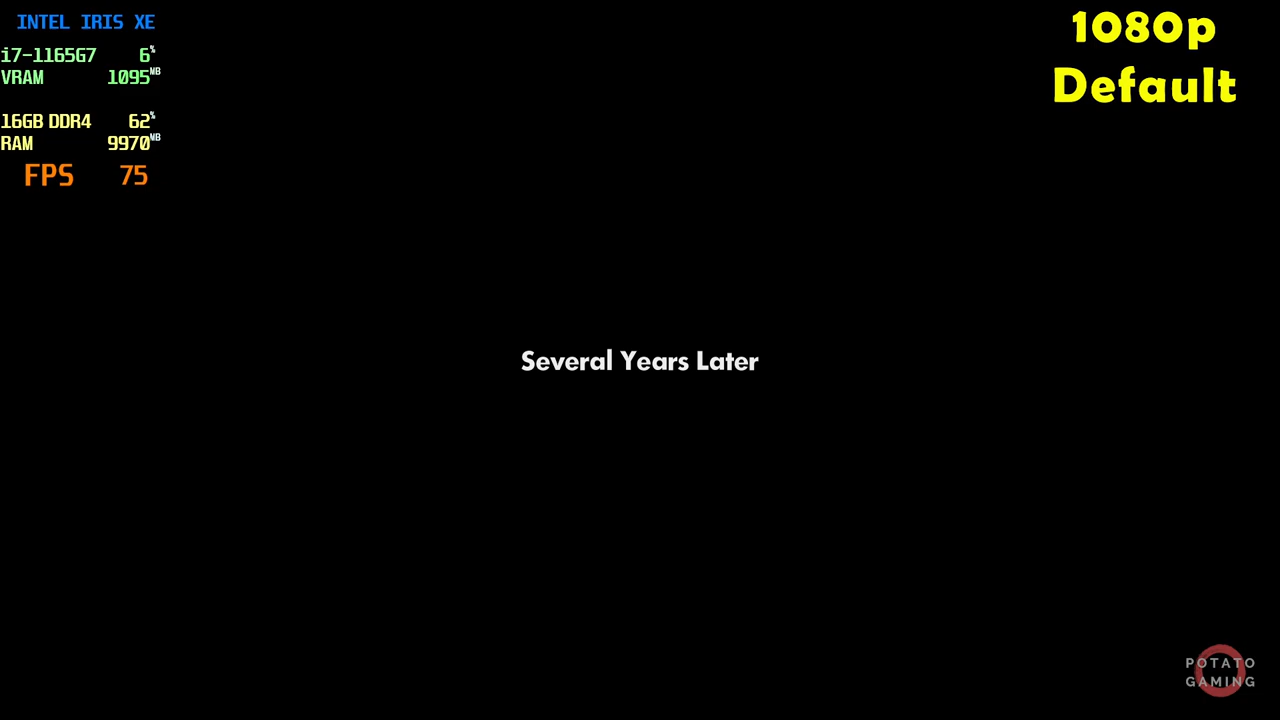 INTEL IRIS XE
i7-1165G7 6%
VRAM 1095MB
16GB DDR4 62%
RAM 9970MB
FPS 75
1080p
Default
Several Years Later
POTATO
GAMING